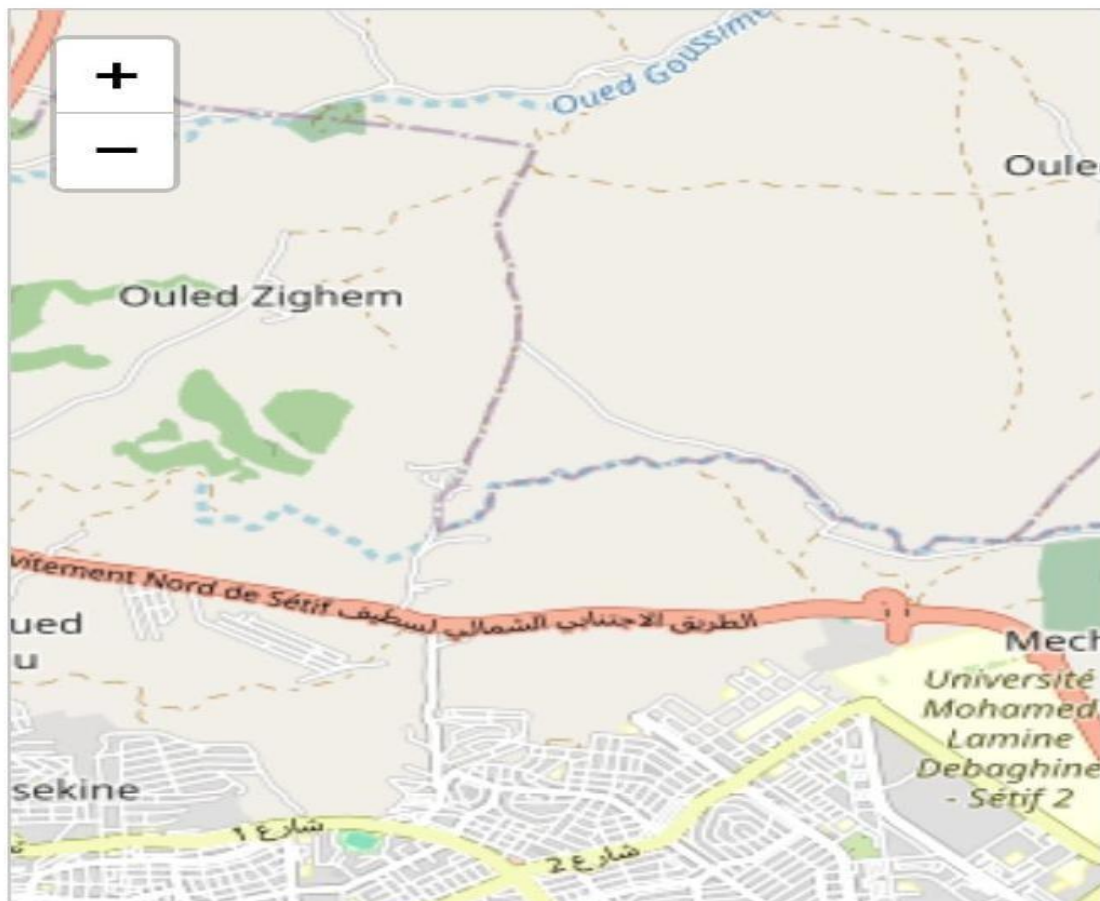 +
−
Oued Goussime
Oule
Ouled Zighem
vitement Nord de Sétif الطريق الاجتنابي الشمالي لسطيف
ued
u
Mech
Université
Mohamed
Lamine
Debaghine
- Sétif 2
sekine
شارع 1
شارع 2